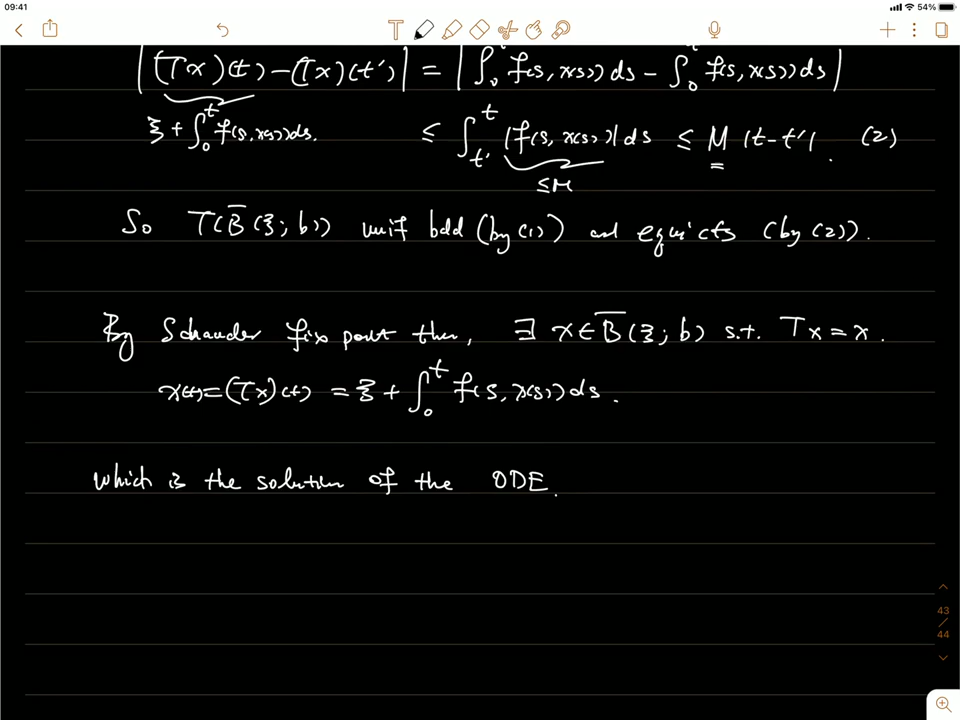 09:41
54%
|(Tx)(t) - (Tx)(t')| = |∫₀ᵗ f(s, x(s)) ds - ∫₀ᵗ' f(s, x(s)) ds|
ξ + ∫₀ᵗ f(s, x(s)) ds. ≤ ∫ₜ'ᵗ |f(s, x(s))| ds ≤ M |t - t'|. (2)
≤ M
So T(B̅(ξ; b)) unif bdd (by (1)) and equicts (by (2)).
By Schauder fix point thm, ∃ x ∈ B̅(ξ; b) s.t. Tx = x.
x(t) = (Tx)(t) = ξ + ∫₀ᵗ f(s, x(s)) ds.
which is the solution of the ODE.
43
/
44